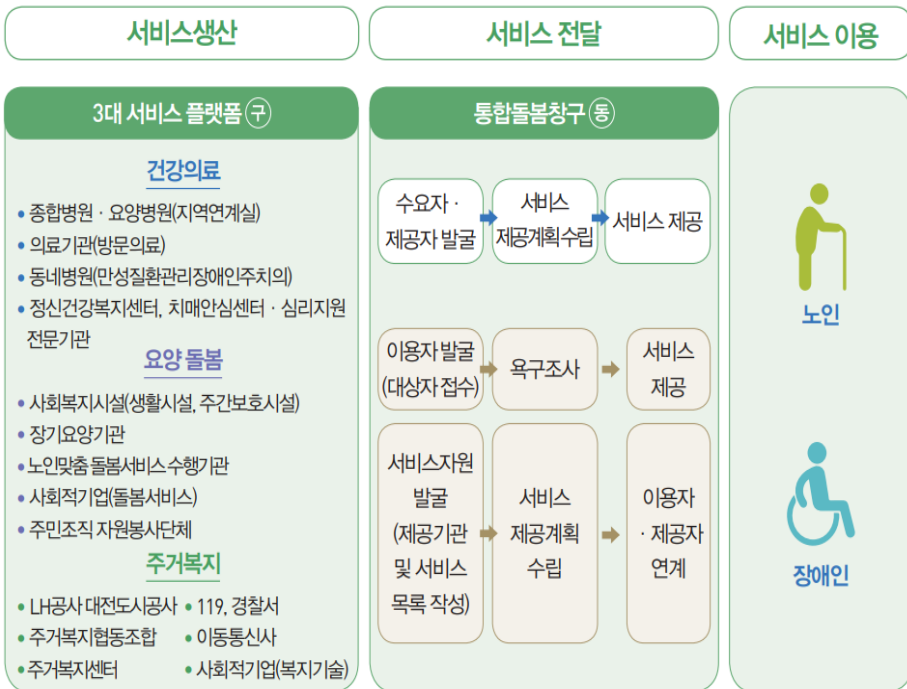 서비스생산
서비스 전달
서비스 이용
3대 서비스 플랫폼 구
건강의료
• 종합병원 · 요양병원(지역연계실)
• 의료기관(방문의료)
• 동네병원(만성질환관리장애인주치의)
• 정신건강복지센터, 치매안심센터 · 심리지원
전문기관
요양 돌봄
• 사회복지시설(생활시설, 주간보호시설)
• 장기요양기관
• 노인맞춤 돌봄서비스 수행기관
• 사회적기업(돌봄서비스)
• 주민조직 자원봉사단체
주거복지
• LH공사 대전도시공사 • 119, 경찰서
• 주거복지협동조합 • 이동통신사
• 주거복지센터 • 사회적기업(복지기술)
통합돌봄창구 동
수요자 ·
제공자 발굴
서비스
제공계획 수립
서비스 제공
이용자 발굴
(대상자 접수)
욕구조사
서비스
제공
서비스자원
발굴
(제공기관
및 서비스
목록 작성)
서비스
제공계획
수립
이용자
· 제공자
연계
노인
장애인